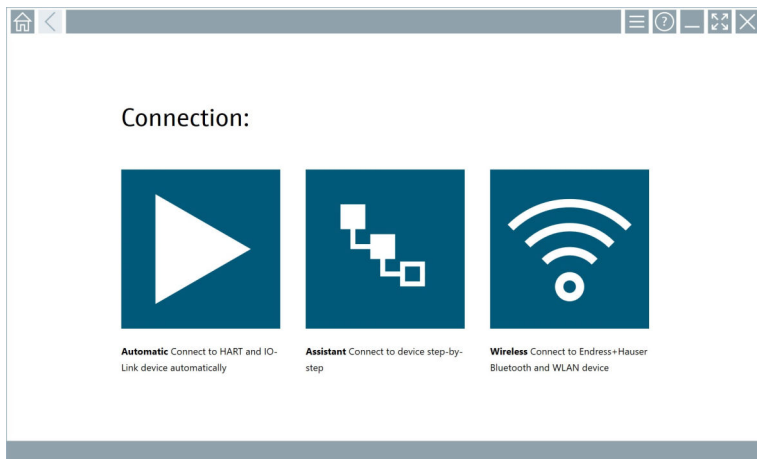 Connection:
Automatic Connect to HART and IO-
Link device automatically
Assistant Connect to device step-by-
step
Wireless Connect to Endress+Hauser
Bluetooth and WLAN device